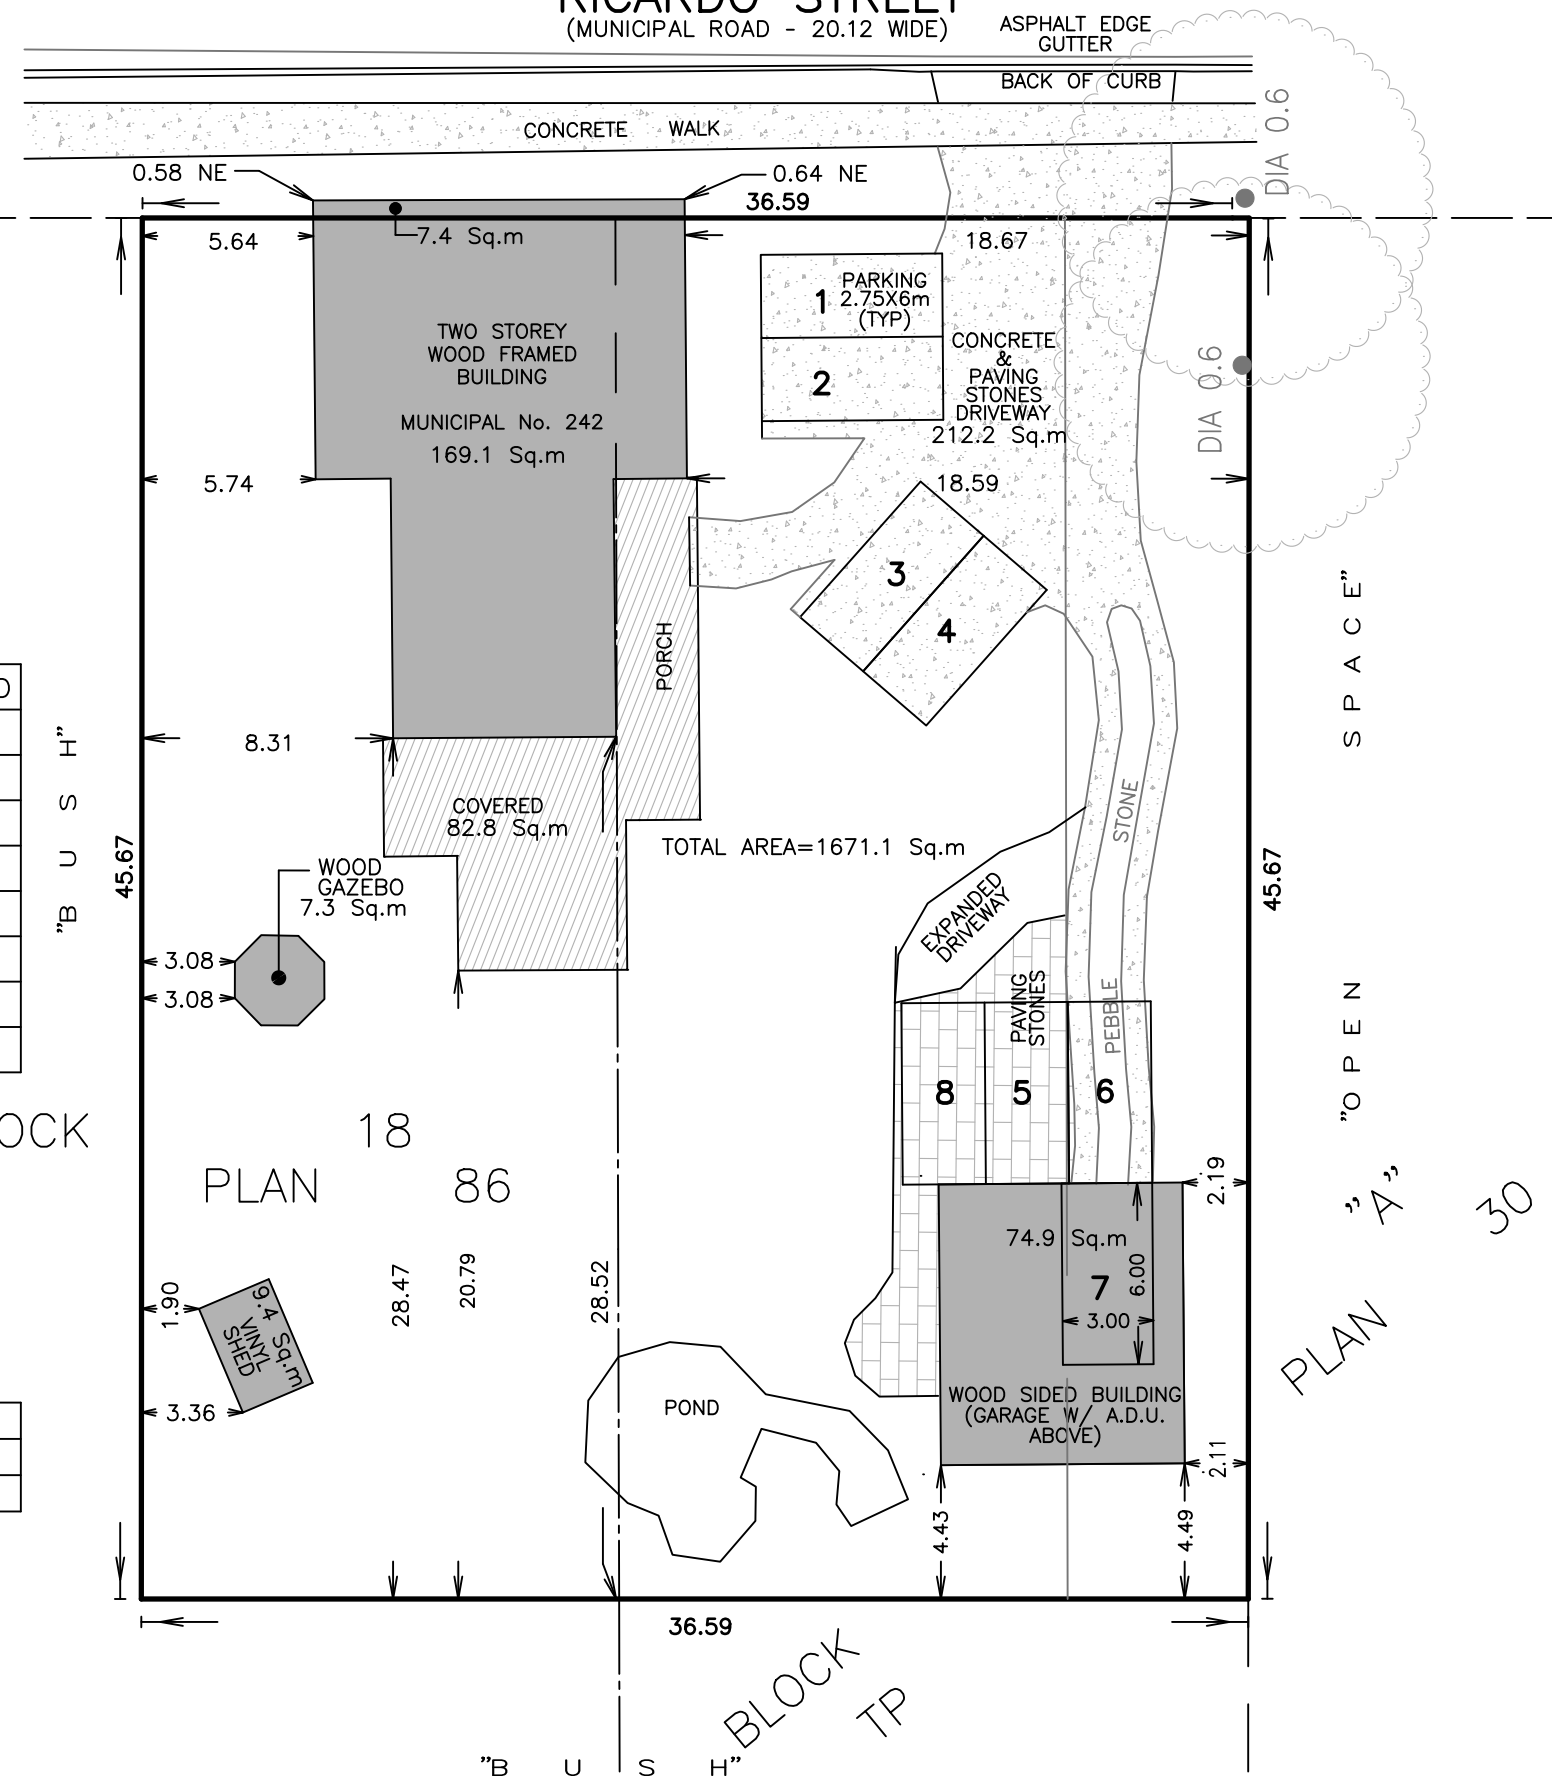 RICARDO STREET
(MUNICIPAL ROAD - 20.12 WIDE)
ASPHALT EDGE
GUTTER
BACK OF CURB
CONCRETE WALK
DIA 0.6
0.58 NE
0.64 NE
36.59
5.64
7.4 Sq.m
18.67
TWO STOREY
WOOD FRAMED
BUILDING
MUNICIPAL No. 242
169.1 Sq.m
1
PARKING
2.75X6m
(TYP)
2
CONCRETE
&
PAVING
STONES
DRIVEWAY
212.2 Sq.m
DIA 0.6
5.74
18.59
3
4
PORCH
8.31
COVERED
82.8 Sq.m
TOTAL AREA=1671.1 Sq.m
STONE
PEBBLE
"BUSH"
45.67
45.67
"OPEN SPACE"
WOOD
GAZEBO
7.3 Sq.m
3.08
3.08
EXPANDED
DRIVEWAY
PAVING
STONES
8
5
6
OCK 18
PLAN 86
2.19
"A"
30
PLAN
74.9 Sq.m
7
6.00
3.00
WOOD SIDED BUILDING
(GARAGE W/ A.D.U.
ABOVE)
1.90
9.4 Sq.m
VINYL
SHED
3.36
28.47
20.79
28.52
POND
2.11
4.43
4.49
36.59
BLOCK
TP
"BUSH"